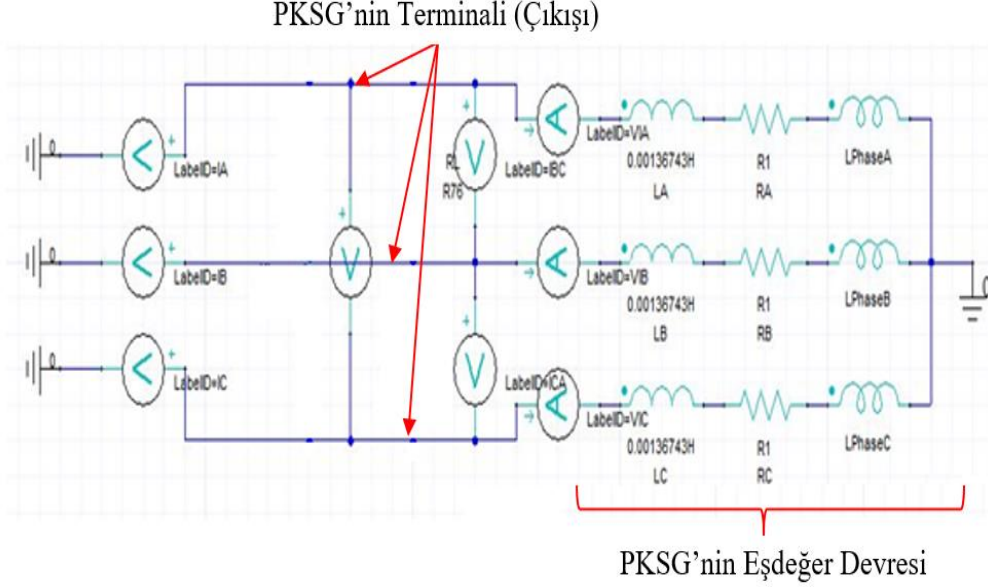 PKSG’nin Terminali (Çıkışı)
0
LabelID=IA
RL
R76
LabelID=IBC
LabelID=VIA
0.00136743H
LA
R1
RA
LPhaseA
0
LabelID=IB
LabelID=VIB
0.00136743H
LB
R1
RB
LPhaseB
0
0
LabelID=IC
LabelID=ICA
LabelID=VIC
0.00136743H
LC
R1
RC
LPhaseC
PKSG’nin Eşdeğer Devresi